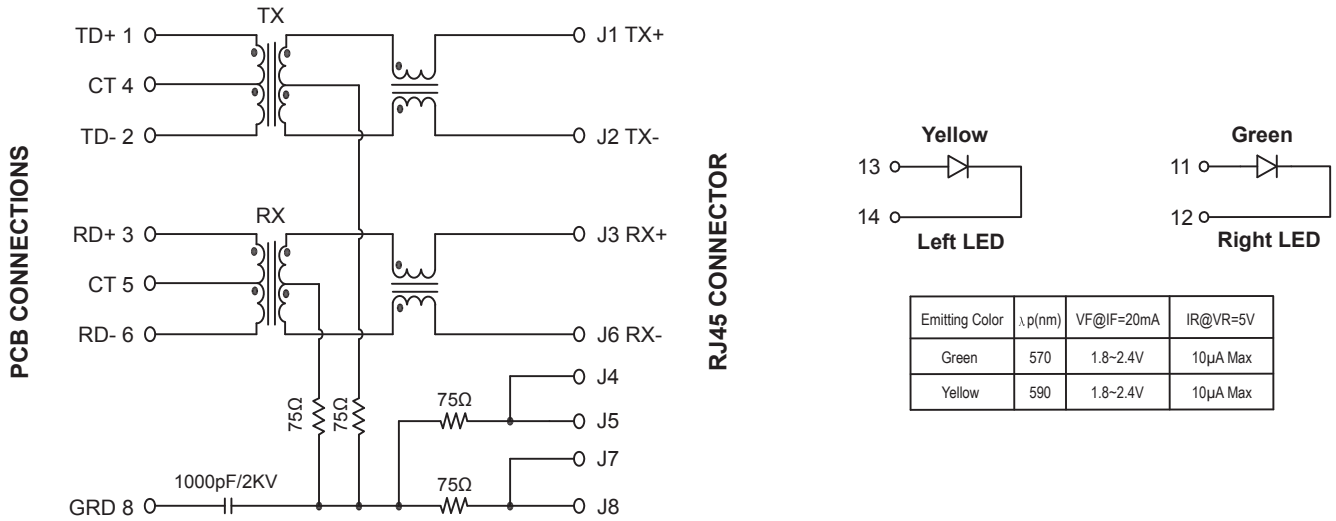 PCB CONNECTIONS
TX
TD+ 1
CT 4
TD- 2
J1 TX+
J2 TX-
RX
RD+ 3
CT 5
RD- 6
J3 RX+
J6 RX-
J4
J5
J7
J8
75Ω
75Ω
75Ω
75Ω
1000pF/2KV
GRD 8
RJ45 CONNECTOR
Yellow
13
14
Left LED
Green
11
12
Right LED
Emitting Color λ p(nm) VF@IF=20mA IR@VR=5V
Green 570 1.8~2.4V 10µA Max
Yellow 590 1.8~2.4V 10µA Max